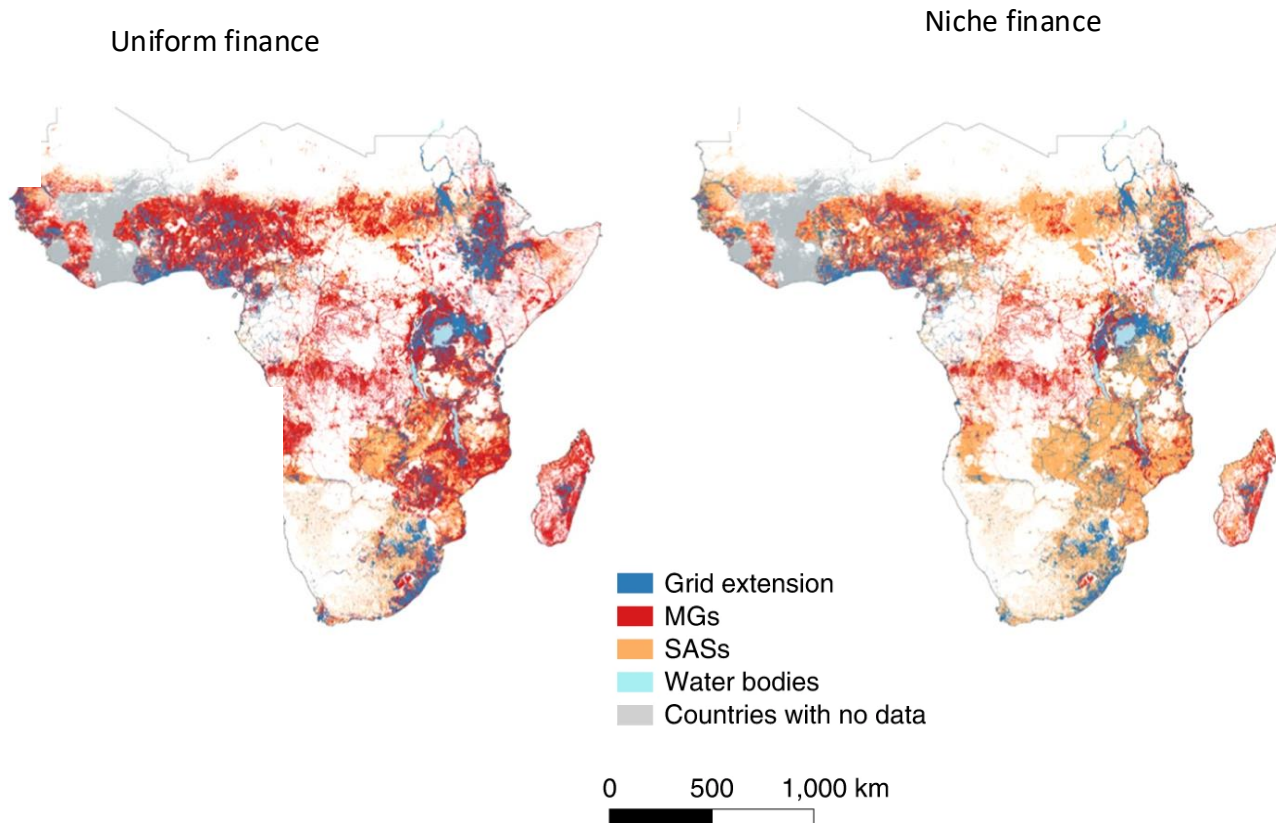 Uniform finance
Niche finance
Grid extension
MGs
SASs
Water bodies
Countries with no data
0 500 1,000 km